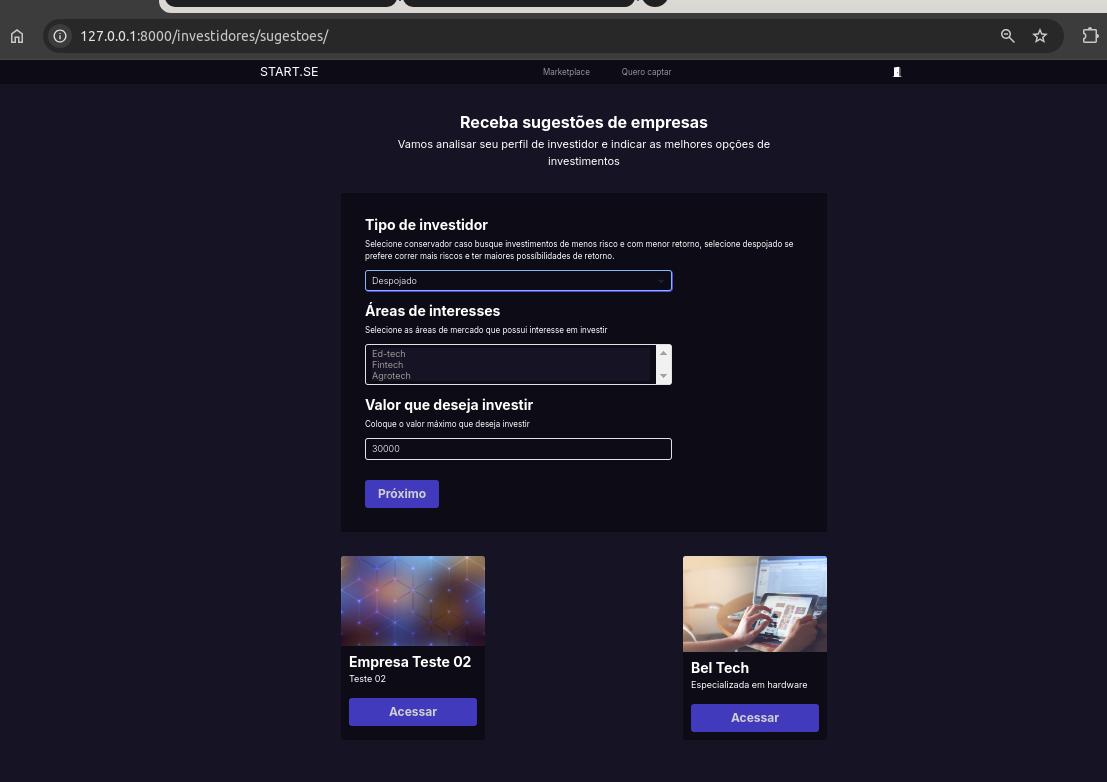 127.0.0.1:8000/investidores/sugestoes/
START.SE
Marketplace
Quero captar
Receba sugestões de empresas
Vamos analisar seu perfil de investidor e indicar as melhores opções de
investimentos
Tipo de investidor
Selecione conservador caso busque investimentos de menos risco e com menor retorno, selecione despojado se
prefere correr mais riscos e ter maiores possíbilidades de retorno.
Despojado
Áreas de interesses
Selecione as áreas de mercado que possui interesse em investir
Ed-tech
Fintech
Agrotech
Valor que deseja investir
Coloque o valor máximo que deseja investir
30000
Próximo
Empresa Teste 02
Teste 02
Acessar
Bel Tech
Especializada em hardware
Acessar